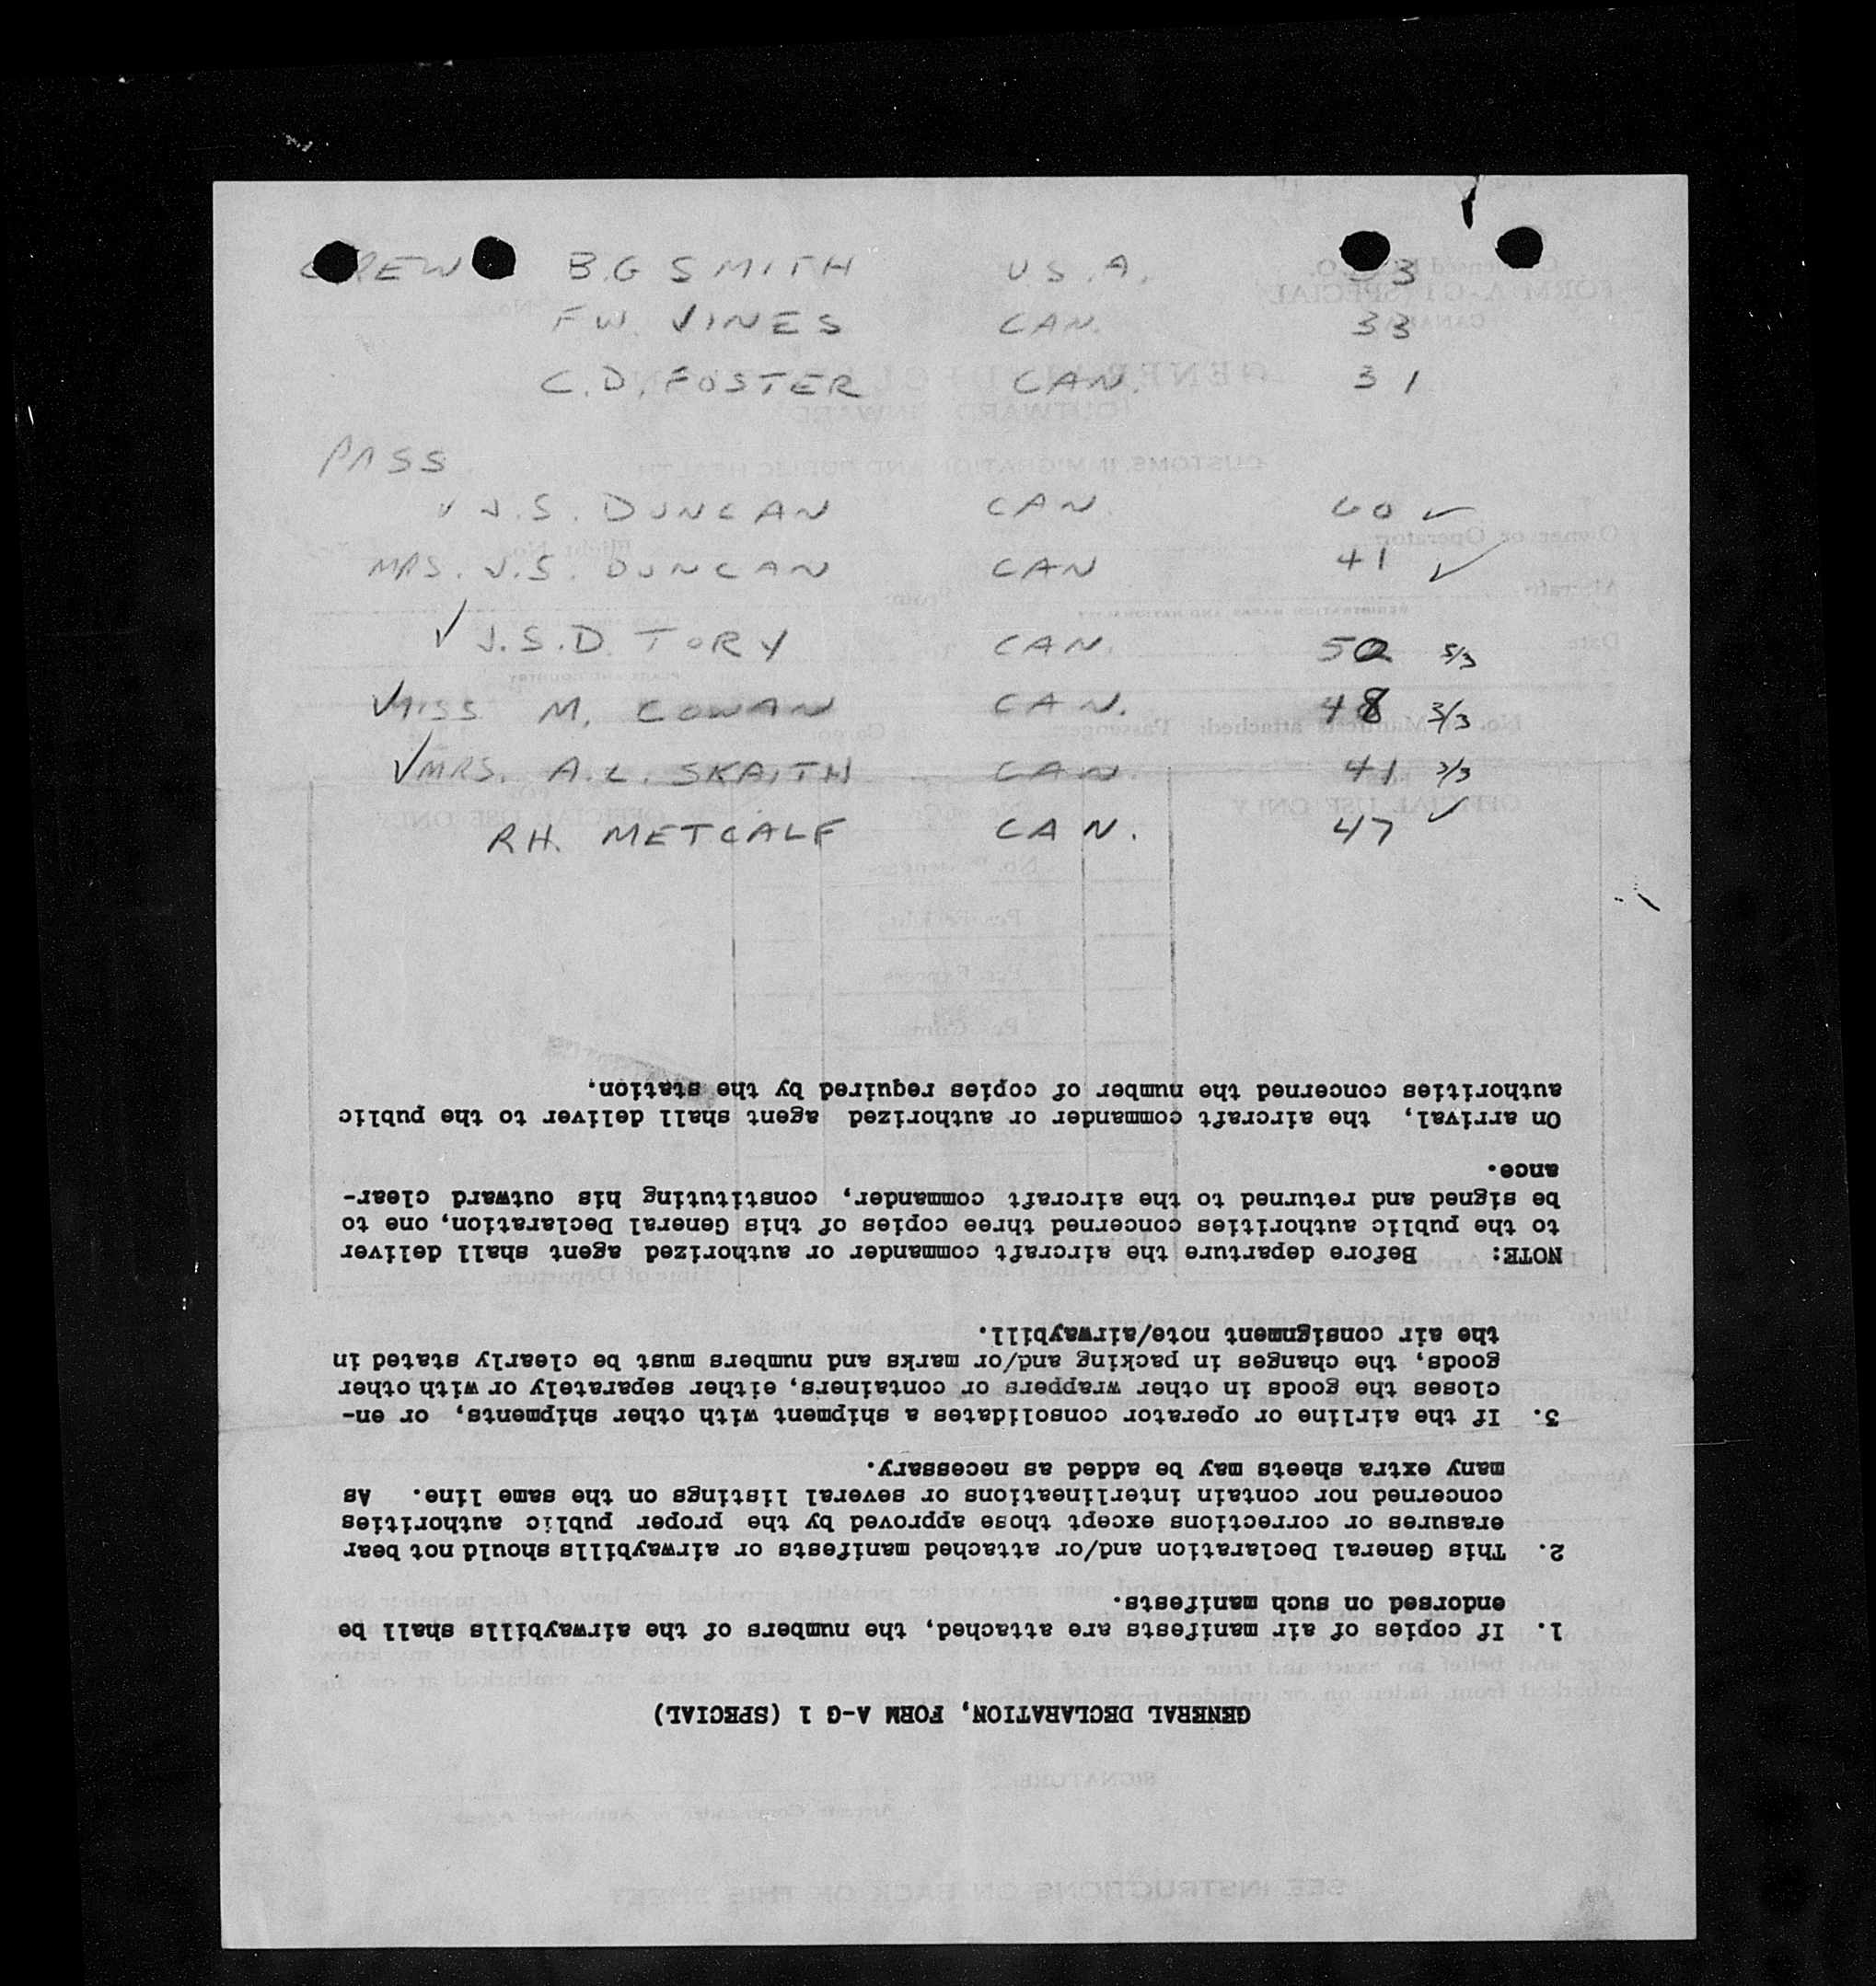 CREW B.G SMITH U.S.A. 3
F W. VINES CAN. 33
C.D. FOSTER CAN. 31
PASS
✓ J.S. DUNCAN CAN. 60 ✓
MRS. J.S. DUNCAN CAN 41 ✓
✓ J.S.D. TORY CAN. 50 5/3
✓ MISS M. COWAN CAN. 48 3/3
✓ MRS. A.L. SKAITH CAN. 41 3/3
R.H. METCALF CAN. 47 ✓
GENERAL DECLARATION, FORM A-G 1 (SPECIAL)
1. If copies of air manifests are attached, the numbers of the airwaybills shall be
endorsed on such manifests.
2. This General Declaration and/or attached manifests or airwaybills should not bear
erasures or corrections except those approved by the proper public authorities
concerned nor contain interlineations or several listings on the same line. As
many extra sheets may be added as necessary.
3. If the airline or operator consolidates a shipment with other shipments, or en-
closes the goods in other wrappers or containers, either separately or with other
goods, the changes in packing and/or marks and numbers must be clearly stated in
the air consignment note/airwaybill.
NOTE: Before departure the aircraft commander or authorized agent shall deliver
to the public authorities concerned three copies of this General Declaration, one to
be signed and returned to the aircraft commander, constituting his outward clear-
ance.
On arrival, the aircraft commander or authorized agent shall deliver to the public
authorities concerned the number of copies required by the station.